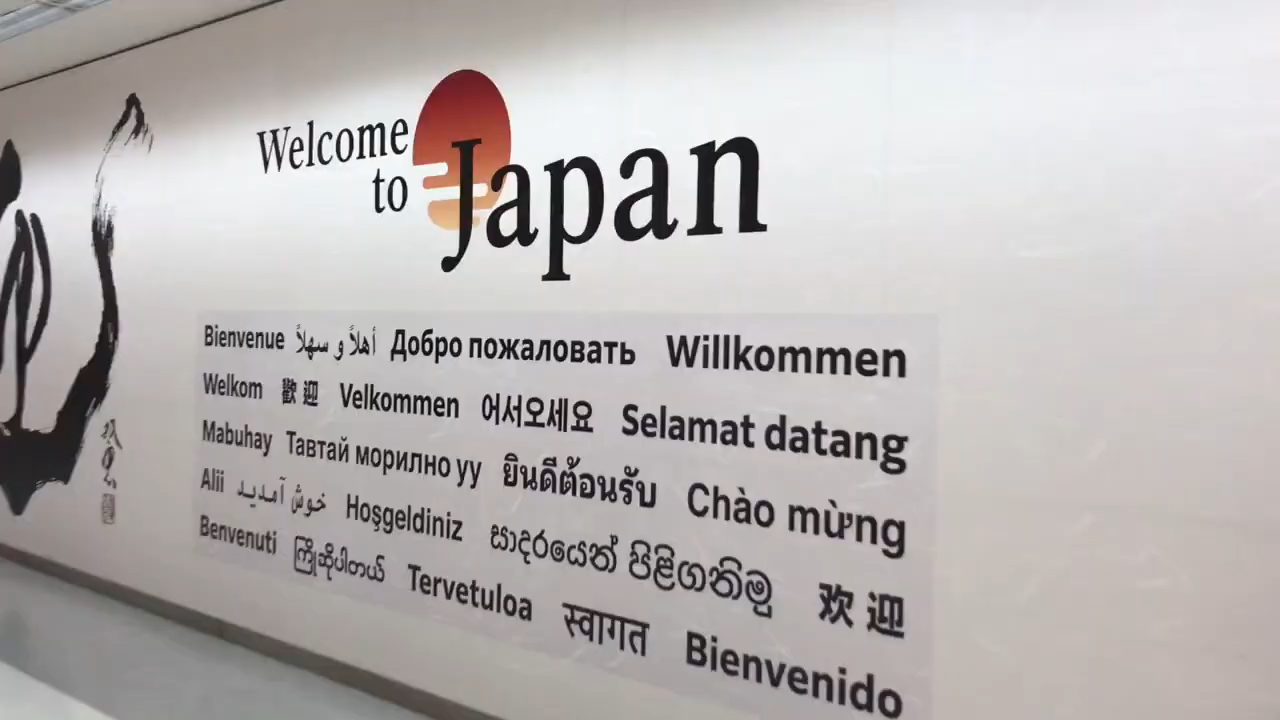 Welcome
to Japan
Bienvenue أهلاً و سهلاً Добро пожаловать Willkommen
Welkom 歡迎 Velkommen 어서오세요 Selamat datang
Mabuhay Тавтай морилно уу ยินดีต้อนรับ Chào mừng
Alii خوش آمدید Hoşgeldiniz සාදරයෙන් පිළිගනිමු 欢迎
Benvenuti ကြိုဆိုပါတယ် Tervetuloa स्वागत Bienvenido